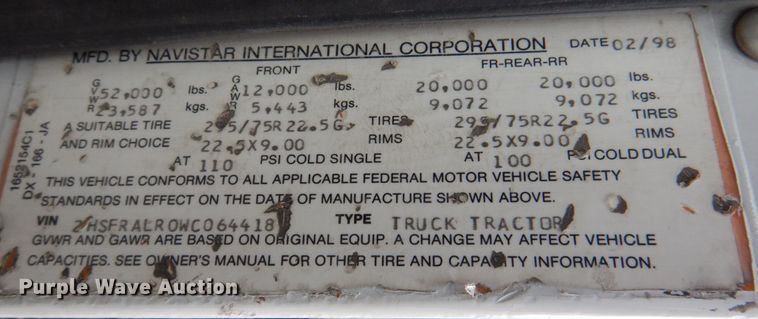 MFD. BY NAVISTAR INTERNATIONAL CORPORATION DATE 02/98
FRONT FR-REAR-RR
GVWR 52,000 lbs. GAWR 12,000 lbs. 20,000 20,000 lbs.
23,587 kgs. 5,443 kgs. 9,072 9,072 kgs.
A SUITABLE TIRE 295/75R22.5G TIRES 295/75R22.5G TIRES
AND RIM CHOICE 22.5X9.00 RIMS 22.5X9.00 RIMS
AT 110 PSI COLD SINGLE AT 100 PSI COLD DUAL
THIS VEHICLE CONFORMS TO ALL APPLICABLE FEDERAL MOTOR VEHICLE SAFETY
STANDARDS IN EFFECT ON THE DATE OF MANUFACTURE SHOWN ABOVE.
VIN 2HSFRALR0WC064418 TYPE TRUCK TRACTOR
GVWR AND GAWR ARE BASED ON ORIGINAL EQUIP. A CHANGE MAY AFFECT VEHICLE
CAPACITIES. SEE OWNER'S MANUAL FOR OTHER TIRE AND CAPACITY INFORMATION.
1689154C1
DX - 166 - JA
Purple Wave Auction